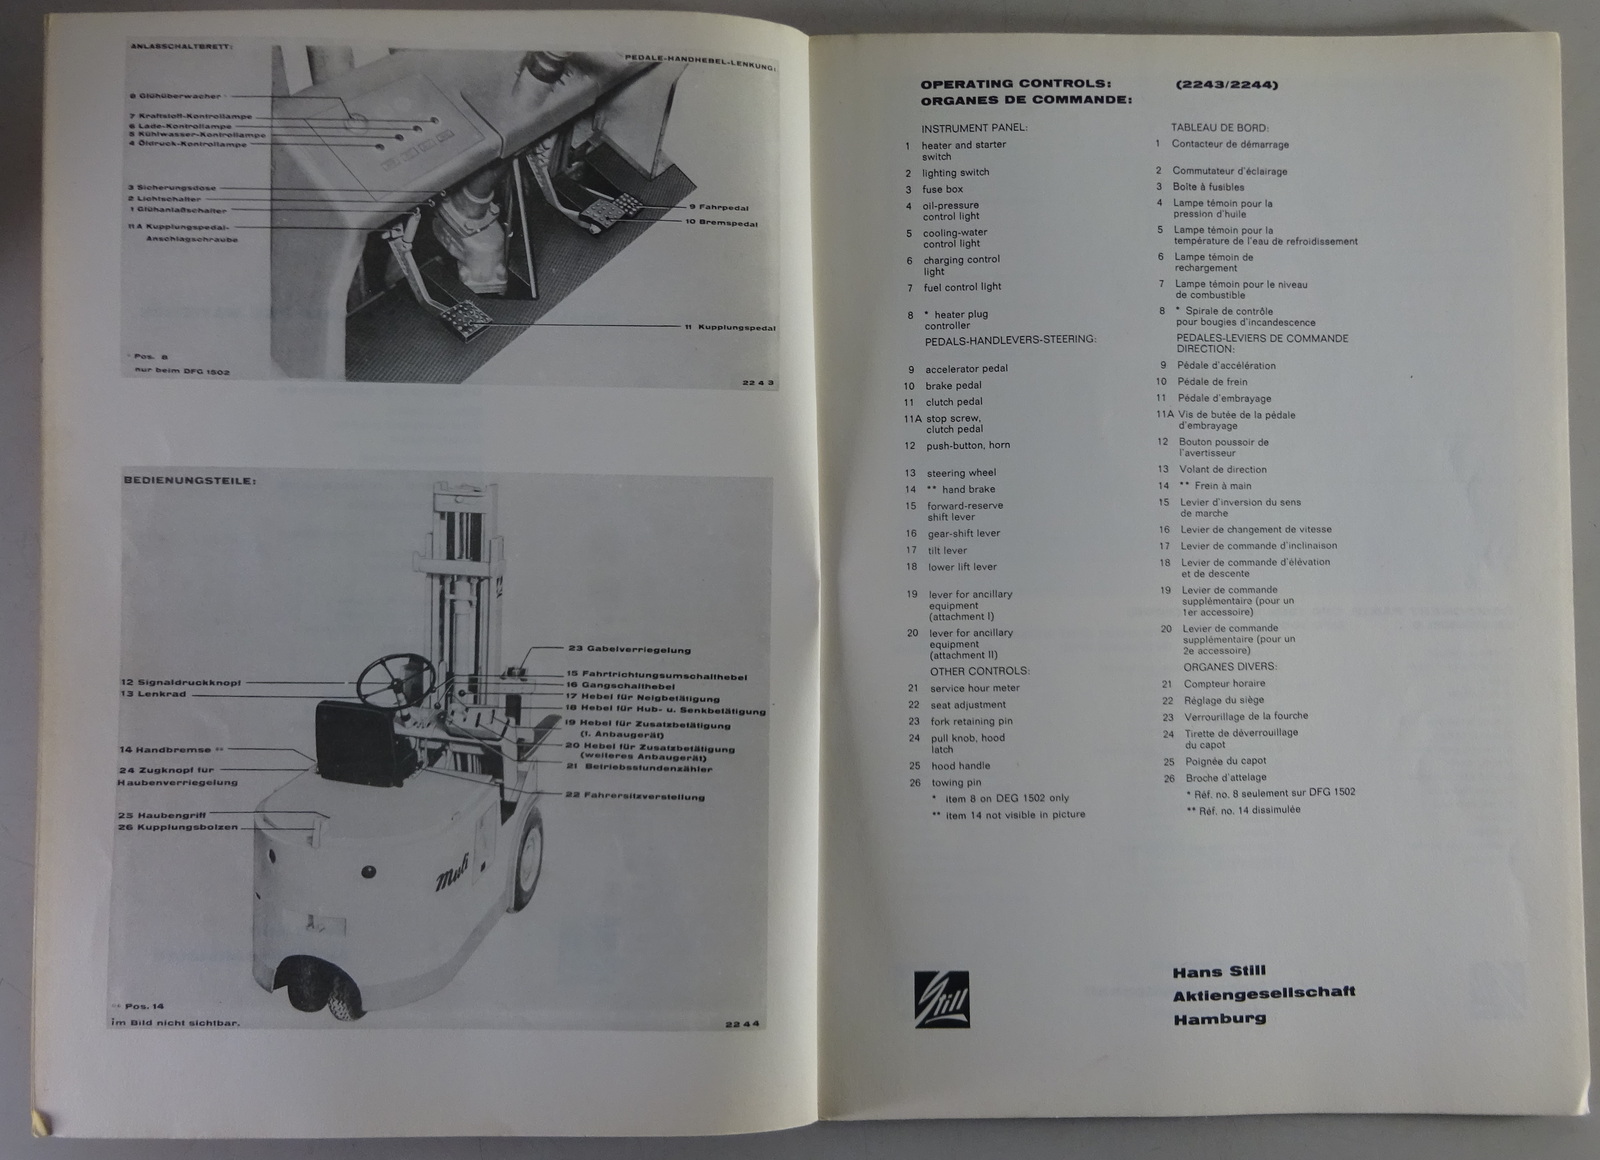 ANLASSCHALTBRETT:
PEDALE-HANDHEBEL-LENKUNG:
8 Glühüberwacher
7 Kraftstoff-Kontrollampe
6 Lade-Kontrollampe
5 Kühlwasser-Kontrollampe
4 Öldruck-Kontrollampe
3 Sicherungsdose
2 Lichtschalter
1 Glühanlaßschalter
11A Kupplungspedal-
Anschlagschraube
9 Fahrpedal
10 Bremspedal
11 Kupplungspedal
* Pos. 8
nur beim DFG 1502
2243
BEDIENUNGSTEILE:
23 Gabelverriegelung
15 Fahrtrichtungsumschalthebel
16 Gangschalthebel
17 Hebel für Neigbetätigung
18 Hebel für Hub- u. Senkbetätigung
19 Hebel für Zusatzbetätigung
(1. Anbaugerät)
20 Hebel für Zusatzbetätigung
(weiteres Anbaugerät)
21 Betriebsstundenzähler
22 Fahrersitzverstellung
12 Signaldruckknopf
13 Lenkrad
14 Handbremse **
24 Zugknopf für
Haubenverriegelung
25 Haubengriff
26 Kupplungsbolzen
Muli
** Pos. 14
im Bild nicht sichtbar.
2244
OPERATING CONTROLS: (2243/2244)
ORGANES DE COMMANDE:
INSTRUMENT PANEL:
1 heater and starter
switch
2 lighting switch
3 fuse box
4 oil-pressure
control light
5 cooling-water
control light
6 charging control
light
7 fuel control light
8 * heater plug
controller
PEDALS-HANDLEVERS-STEERING:
9 accelerator pedal
10 brake pedal
11 clutch pedal
11A stop screw,
clutch pedal
12 push-button, horn
13 steering wheel
14 ** hand brake
15 forward-reserve
shift lever
16 gear-shift lever
17 tilt lever
18 lower lift lever
19 lever for ancillary
equipment
(attachment I)
20 lever for ancillary
equipment
(attachment II)
OTHER CONTROLS:
21 service hour meter
22 seat adjustment
23 fork retaining pin
24 pull knob, hood
latch
25 hood handle
26 towing pin
* item 8 on DEG 1502 only
** item 14 not visible in picture
TABLEAU DE BORD:
1 Contacteur de démarrage
2 Commutateur d'éclairage
3 Boîte à fusibles
4 Lampe témoin pour la
pression d'huile
5 Lampe témoin pour la
température de l'eau de refroidissement
6 Lampe témoin de
rechargement
7 Lampe témoin pour le niveau
de combustible
8 * Spirale de contrôle
pour bougies d'incandescence
PEDALES-LEVIERS DE COMMANDE
DIRECTION:
9 Pédale d'accélération
10 Pédale de frein
11 Pédale d'embrayage
11A Vis de butée de la pédale
d'embrayage
12 Bouton poussoir de
l'avertisseur
13 Volant de direction
14 ** Frein à main
15 Levier d'inversion du sens
de marche
16 Levier de changement de vitesse
17 Levier de commande d'inclinaison
18 Levier de commande d'élévation
et de descente
19 Levier de commande
supplémentaire (pour un
1er accessoire)
20 Levier de commande
supplémentaire (pour un
2e accessoire)
ORGANES DIVERS:
21 Compteur horaire
22 Réglage du siège
23 Verrourillage de la fourche
24 Tirette de déverrouillage
du capot
25 Poignée du capot
26 Broche d'attelage
* Réf. no. 8 seulement sur DFG 1502
** Réf. no. 14 dissimulée
Still
Hans Still
Aktiengesellschaft
Hamburg